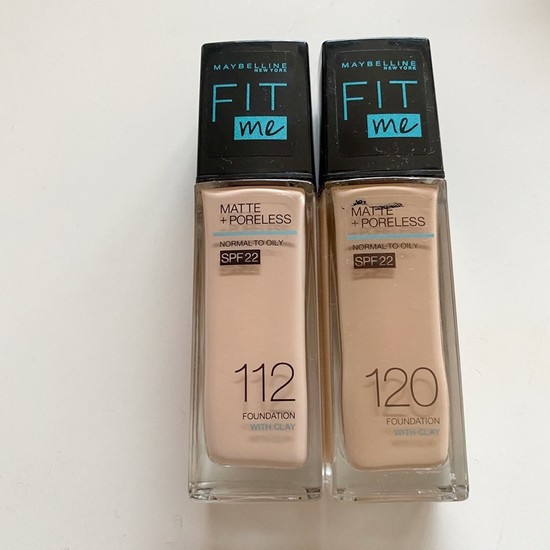 MAYBELLINE
NEW YORK
FIT
me
MATTE
+ PORELESS
NORMAL TO OILY
SPF 22
112
FOUNDATION
WITH CLAY
MAYBELLINE
NEW YORK
FIT
me
MATTE
+ PORELESS
NORMAL TO OILY
SPF 22
120
FOUNDATION
WITH CLAY